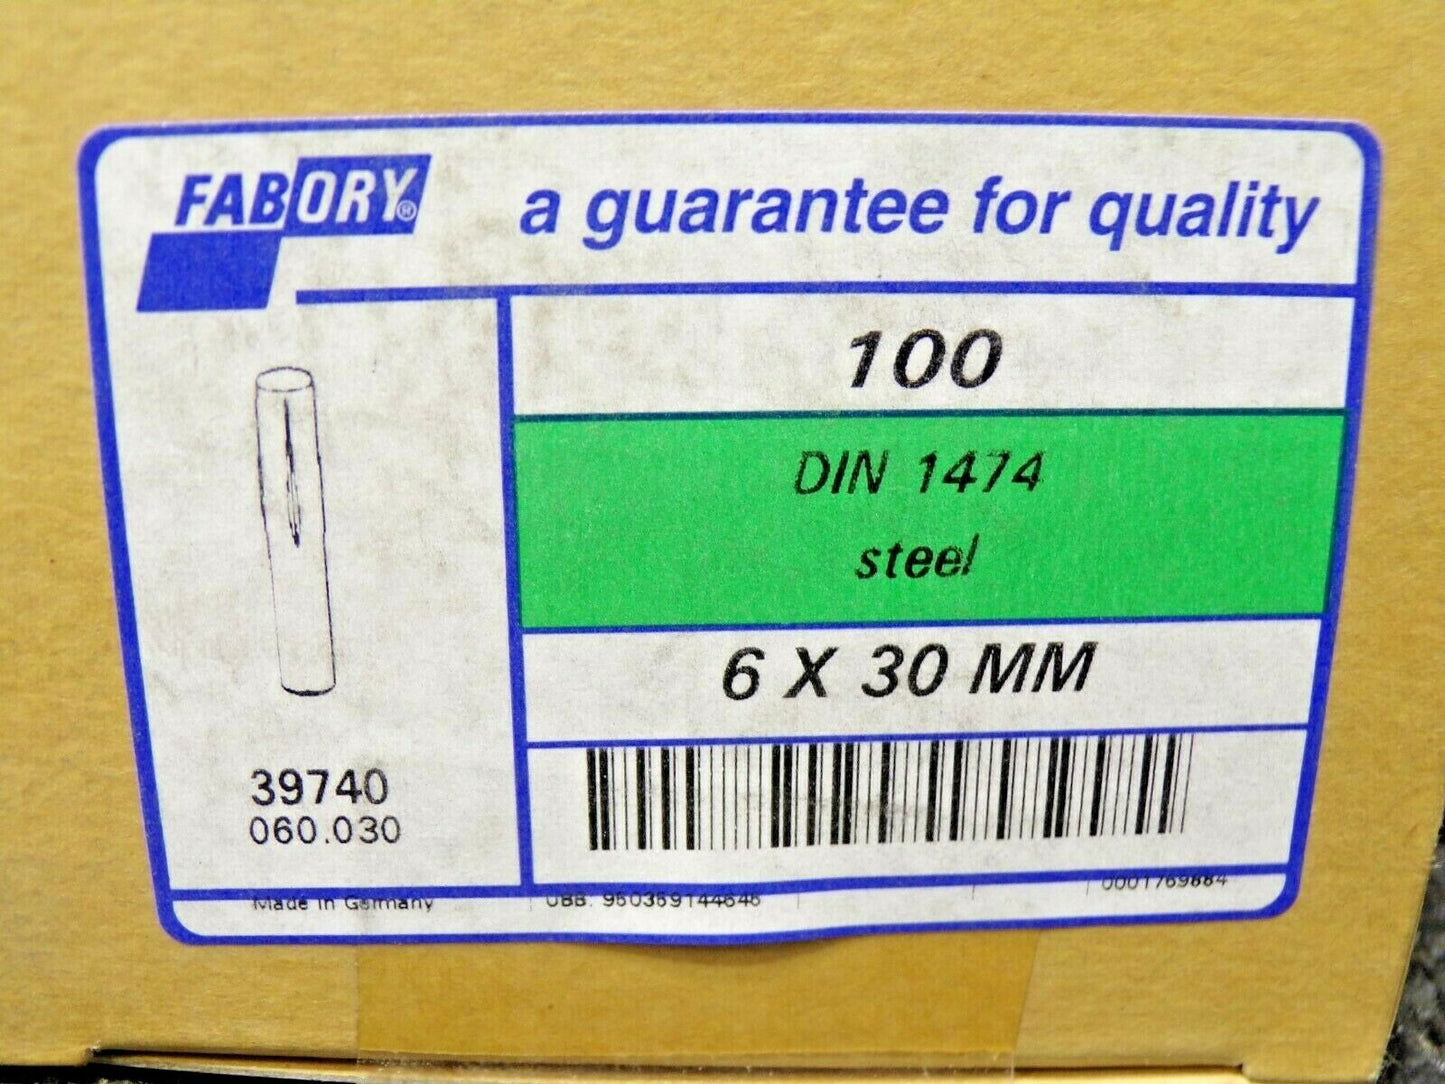 FABORY®
a guarantee for quality
100
DIN 1474
steel
6 X 30 MM
39740
060.030
Made in Germany
UBB: 950359144646
0001769884